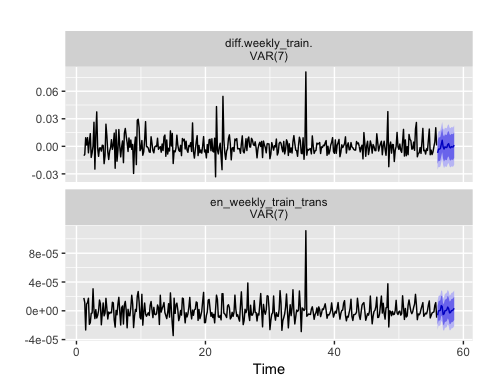 diff.weekly_train.
VAR(7)
0.06
0.03
0.00
-0.03
en_weekly_train_trans
VAR(7)
8e-05
4e-05
0e+00
-4e-05
0 20 40 60
Time